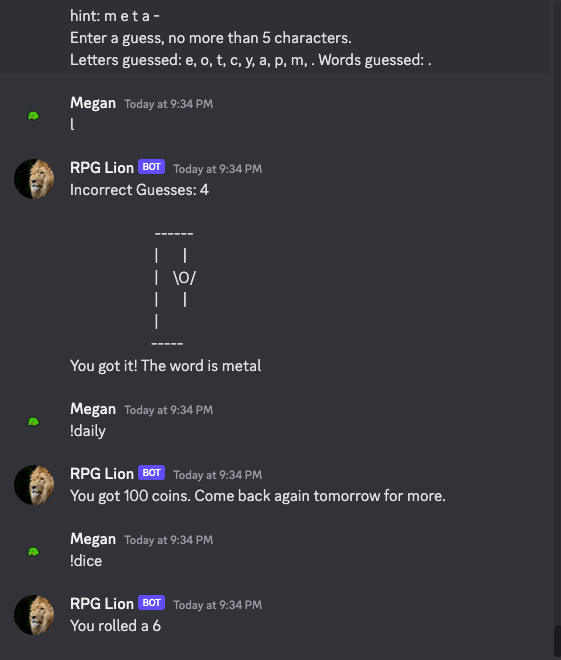 hint: m e t a -
Enter a guess, no more than 5 characters.
Letters guessed: e, o, t, c, y, a, p, m, . Words guessed: .
Megan Today at 9:34 PM
l
RPG Lion BOT Today at 9:34 PM
Incorrect Guesses: 4
------
| |
| \O/
| |
|
-----
You got it! The word is metal
Megan Today at 9:34 PM
!daily
RPG Lion BOT Today at 9:34 PM
You got 100 coins. Come back again tomorrow for more.
Megan Today at 9:34 PM
!dice
RPG Lion BOT Today at 9:34 PM
You rolled a 6